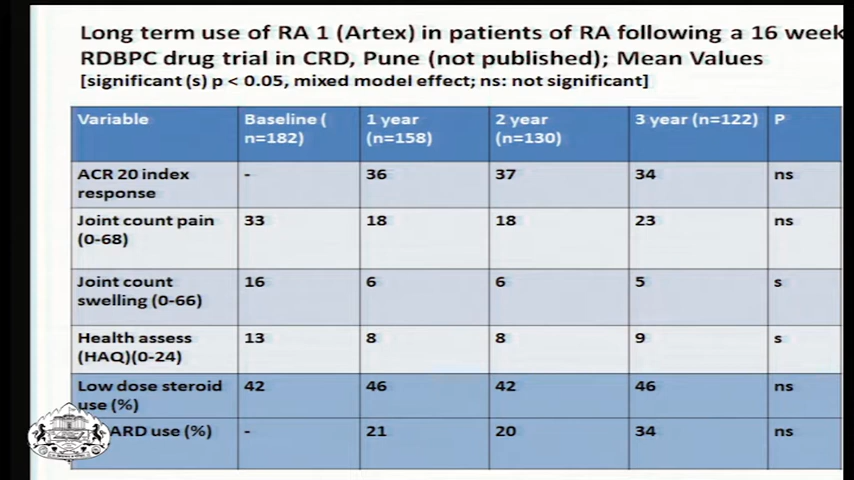 Long term use of RA 1 (Artex) in patients of RA following a 16 week
RDBPC drug trial in CRD, Pune (not published); Mean Values
[significant (s) p < 0.05, mixed model effect; ns: not significant]
Variable Baseline ( n=182) 1 year (n=158) 2 year (n=130) 3 year (n=122) P
ACR 20 index response - 36 37 34 ns
Joint count pain (0-68) 33 18 18 23 ns
Joint count swelling (0-66) 16 6 6 5 s
Health assess (HAQ)(0-24) 13 8 8 9 s
Low dose steroid use (%) 42 46 42 46 ns
ARD use (%) - 21 20 34 ns